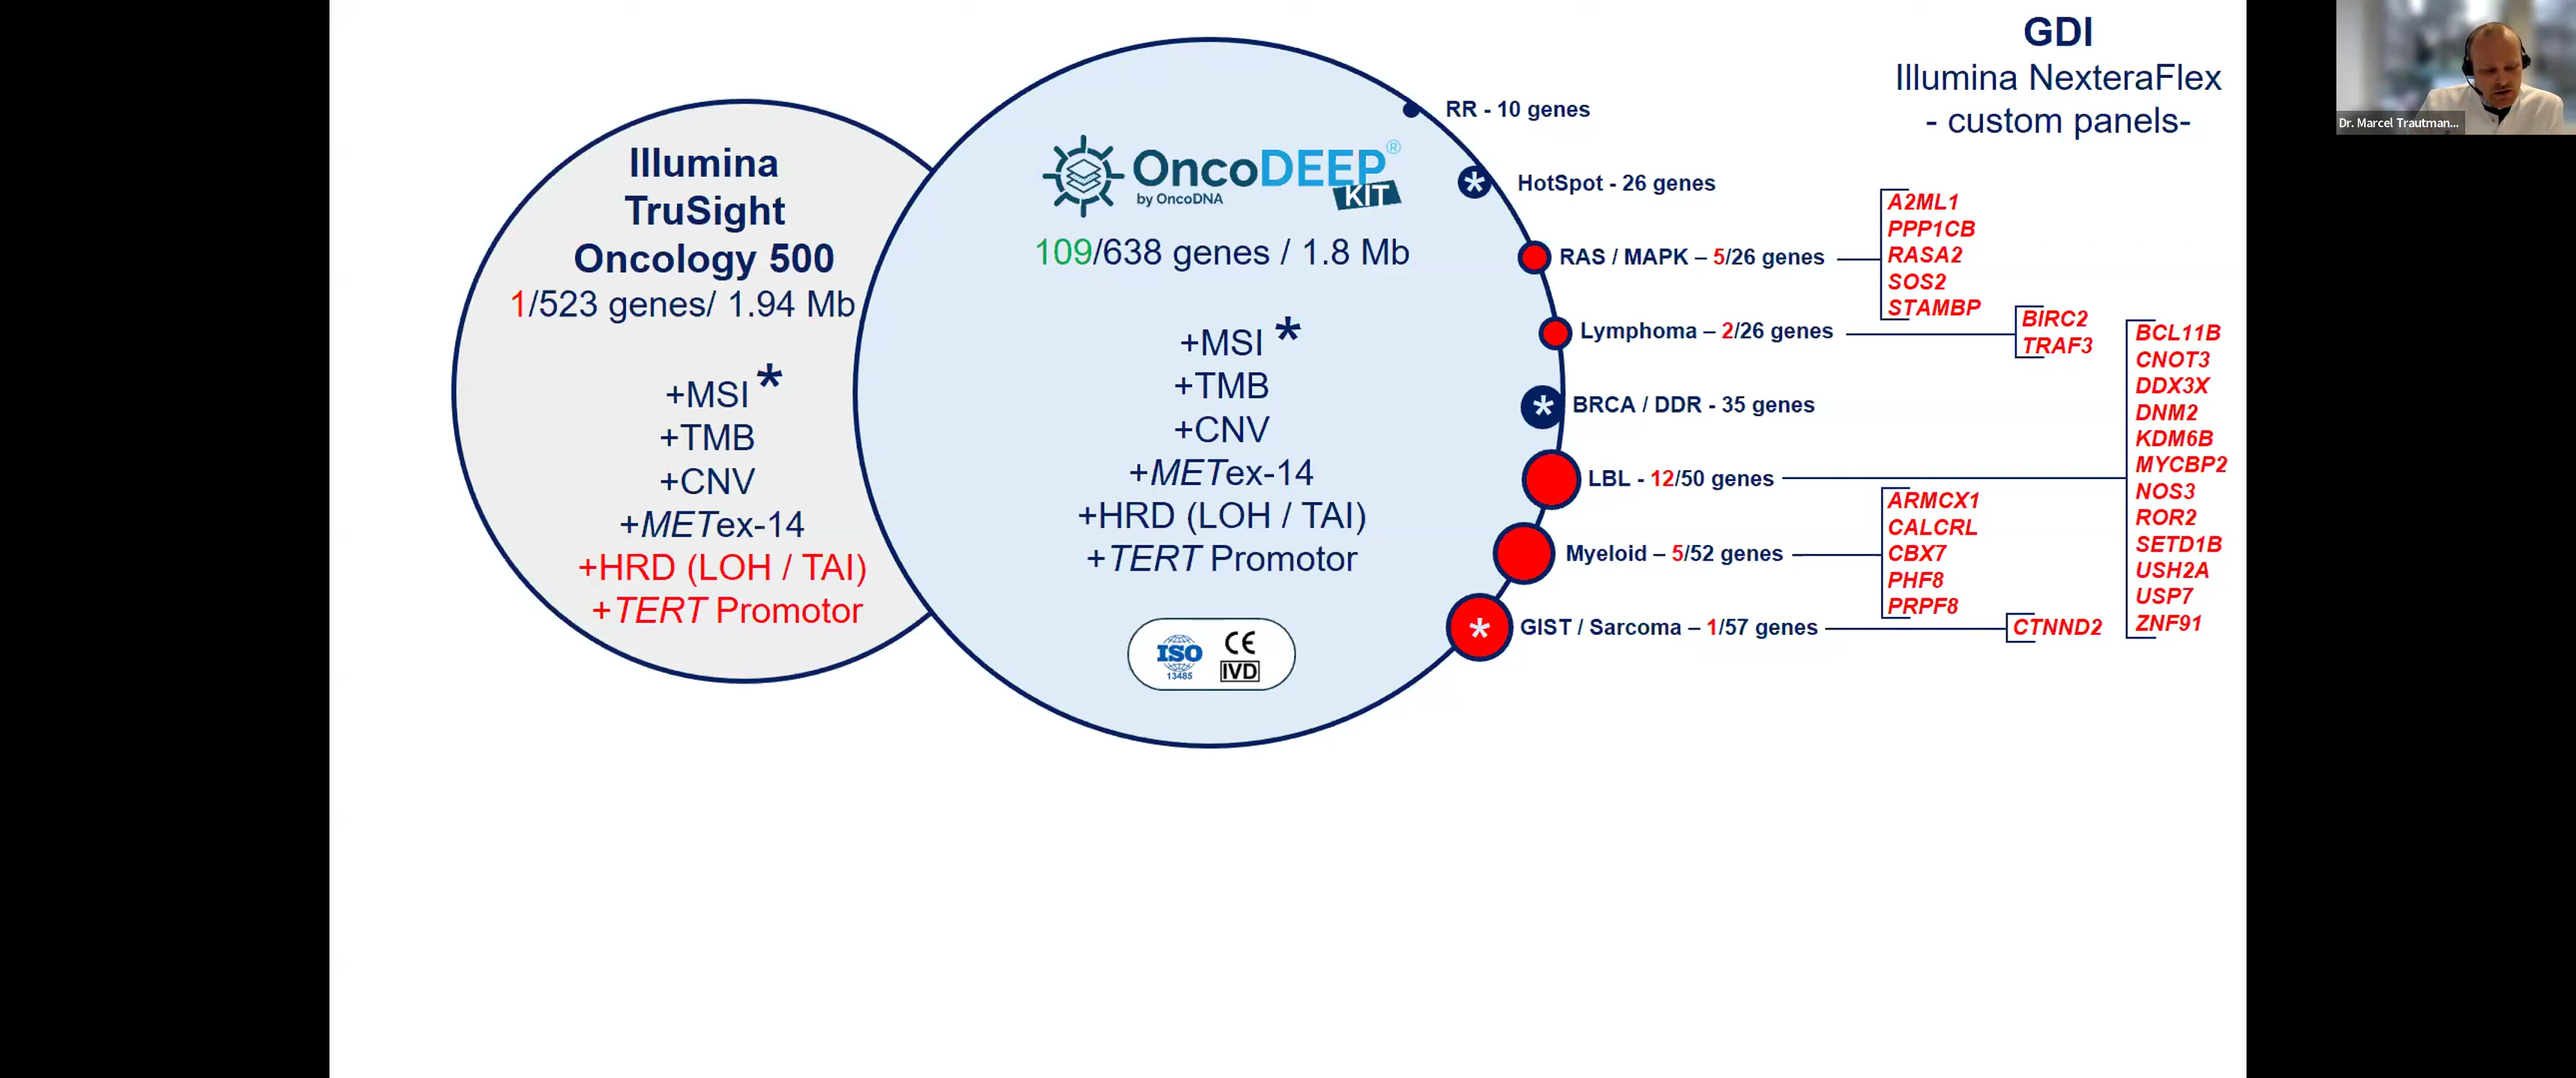 Illumina
TruSight
Oncology 500
1/523 genes/ 1.94 Mb
+MSI *
+TMB
+CNV
+METex-14
+HRD (LOH / TAI)
+TERT Promotor
OncoDEEP®
by OncoDNA
KIT
109/638 genes / 1.8 Mb
+MSI *
+TMB
+CNV
+METex-14
+HRD (LOH / TAI)
+TERT Promotor
ISO
13485
CE
IVD
GDI
Illumina NexteraFlex
- custom panels-
RR - 10 genes
* HotSpot - 26 genes
RAS / MAPK – 5/26 genes
A2ML1
PPP1CB
RASA2
SOS2
STAMBP
Lymphoma – 2/26 genes
BIRC2
TRAF3
* BRCA / DDR - 35 genes
LBL - 12/50 genes
BCL11B
CNOT3
DDX3X
DNM2
KDM6B
MYCBP2
NOS3
ROR2
SETD1B
USH2A
USP7
ZNF91
Myeloid – 5/52 genes
ARMCX1
CALCRL
CBX7
PHF8
PRPF8
* GIST / Sarcoma – 1/57 genes
CTNND2
Dr. Marcel Trautman...